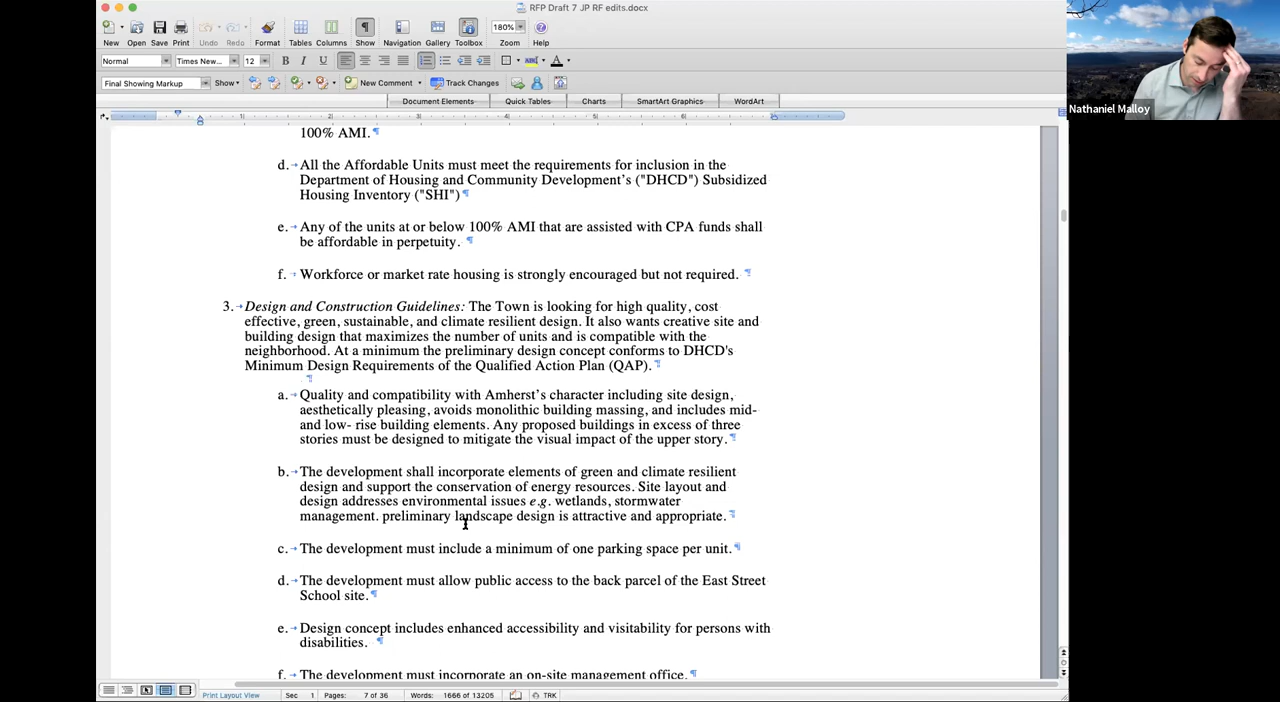 RFP Draft 7 JP RF edits.docx
New Open Save Print Undo Redo Format Tables Columns Show Navigation Gallery Toolbox Zoom Help
180%
Normal Times New... 12 B I U
Final Showing Markup Show New Comment Track Changes
Document Elements Quick Tables Charts SmartArt Graphics WordArt
Nathaniel Malloy
100% AMI.
d. All the Affordable Units must meet the requirements for inclusion in the
Department of Housing and Community Development's ("DHCD") Subsidized
Housing Inventory ("SHI")
e. Any of the units at or below 100% AMI that are assisted with CPA funds shall
be affordable in perpetuity.
f. Workforce or market rate housing is strongly encouraged but not required.
3. Design and Construction Guidelines: The Town is looking for high quality, cost
effective, green, sustainable, and climate resilient design. It also wants creative site and
building design that maximizes the number of units and is compatible with the
neighborhood. At a minimum the preliminary design concept conforms to DHCD's
Minimum Design Requirements of the Qualified Action Plan (QAP).
a. Quality and compatibility with Amherst's character including site design,
aesthetically pleasing, avoids monolithic building massing, and includes mid-
and low- rise building elements. Any proposed buildings in excess of three
stories must be designed to mitigate the visual impact of the upper story.
b. The development shall incorporate elements of green and climate resilient
design and support the conservation of energy resources. Site layout and
design addresses environmental issues e.g. wetlands, stormwater
management. preliminary landscape design is attractive and appropriate.
c. The development must include a minimum of one parking space per unit.
d. The development must allow public access to the back parcel of the East Street
School site.
e. Design concept includes enhanced accessibility and visitability for persons with
disabilities.
f. The development must incorporate an on-site management office.
Print Layout View Sec 1 Pages: 7 of 36 Words: 1666 of 13205 TRK